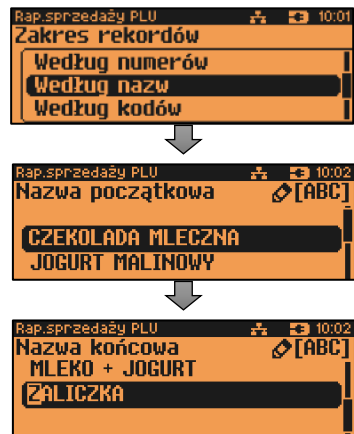 Rap.sprzedaży PLU 10:01
Zakres rekordów
Według numerów
Według nazw
Według kodów
Rap.sprzedaży PLU 10:02
Nazwa początkowa [ABC]
CZEKOLADA MLECZNA
JOGURT MALINOWY
Rap.sprzedaży PLU 10:02
Nazwa końcowa [ABC]
MLEKO + JOGURT
ZALICZKA